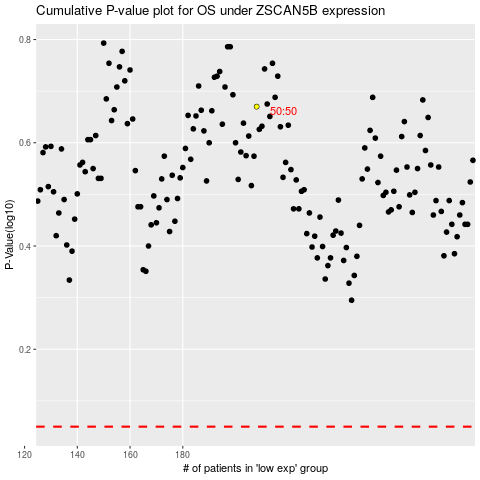 Cumulative P-value plot for OS under ZSCAN5B expression
P-Value(log10)
0.8
0.6
0.4
0.2
50:50
120 140 160 180
# of patients in 'low exp' group